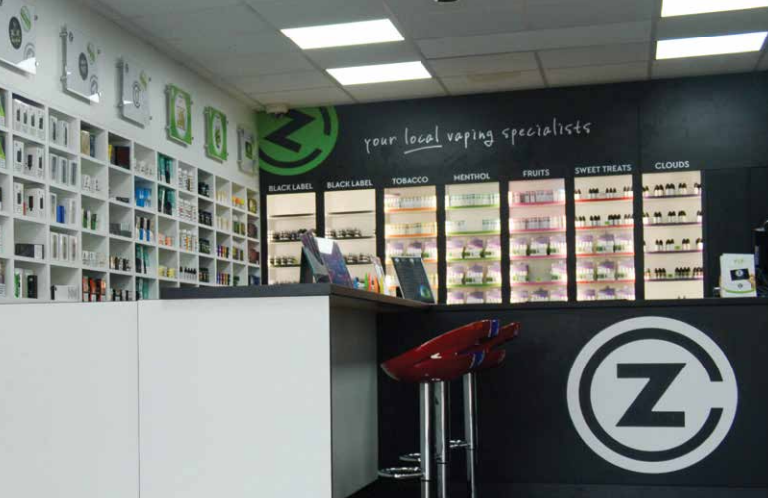 your local vaping specialists
BLACK LABEL
BLACK LABEL
TOBACCO
MENTHOL
FRUITS
SWEET TREATS
CLOUDS
Z
Z